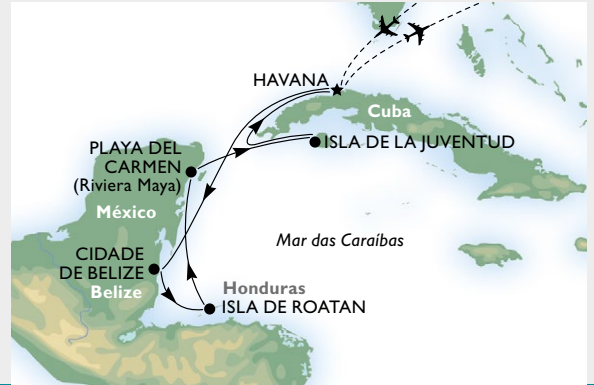 HAVANA
Cuba
ISLA DE LA JUVENTUD
PLAYA DEL
CARMEN
(Riviera Maya)
México
Mar das Caraíbas
CIDADE
DE BELIZE
Belize
Honduras
ISLA DE ROATAN